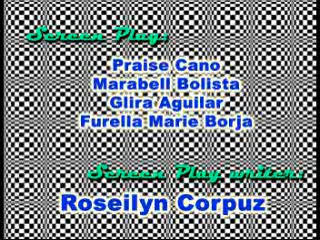 Screen Play:
Praise Cano
Marabell Bolista
Glira Aguilar
Furella Marie Borja
Screen Play writer:
Roseilyn Corpuz